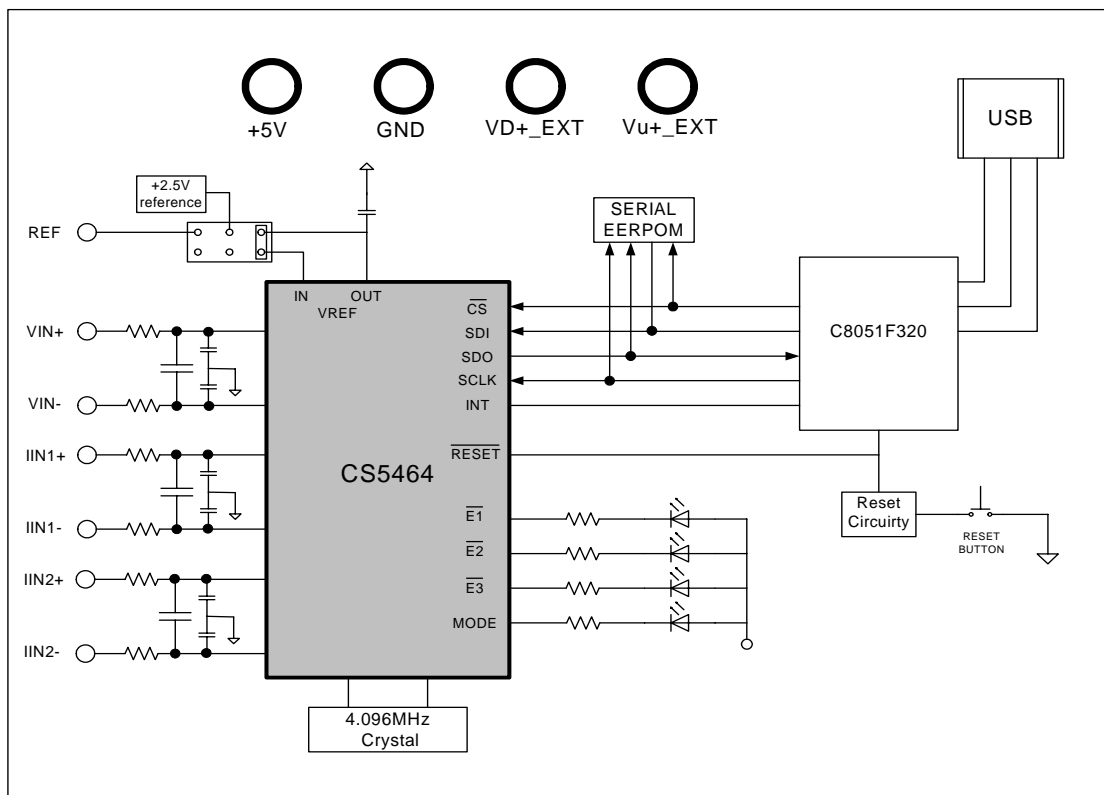 +5V
GND
VD+_EXT
Vu+_EXT
USB
+2.5V
reference
REF
SERIAL
EERPOM
IN
OUT
VREF
CS
SDI
SDO
SCLK
INT
RESET
C8051F320
VIN+
VIN-
IIN1+
IIN1-
IIN2+
IIN2-
CS5464
E1
E2
E3
MODE
Reset
Circuirty
RESET
BUTTON
4.096MHz
Crystal